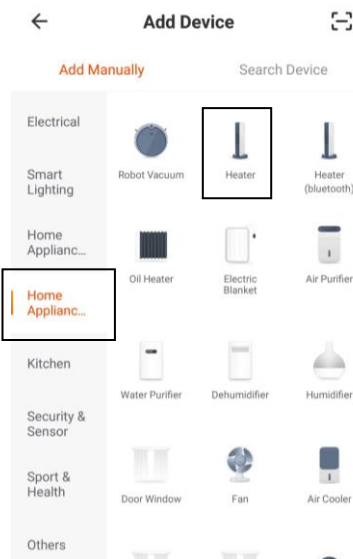 Add Device
Add Manually
Search Device
Electrical
Smart
Lighting
Home
Applianc...
Home
Applianc...
Kitchen
Security &
Sensor
Sport &
Health
Others
Robot Vacuum
Heater
Heater
(bluetooth)
Oil Heater
Electric
Blanket
Air Purifier
Water Purifier
Dehumidifier
Humidifier
Door Window
Fan
Air Cooler